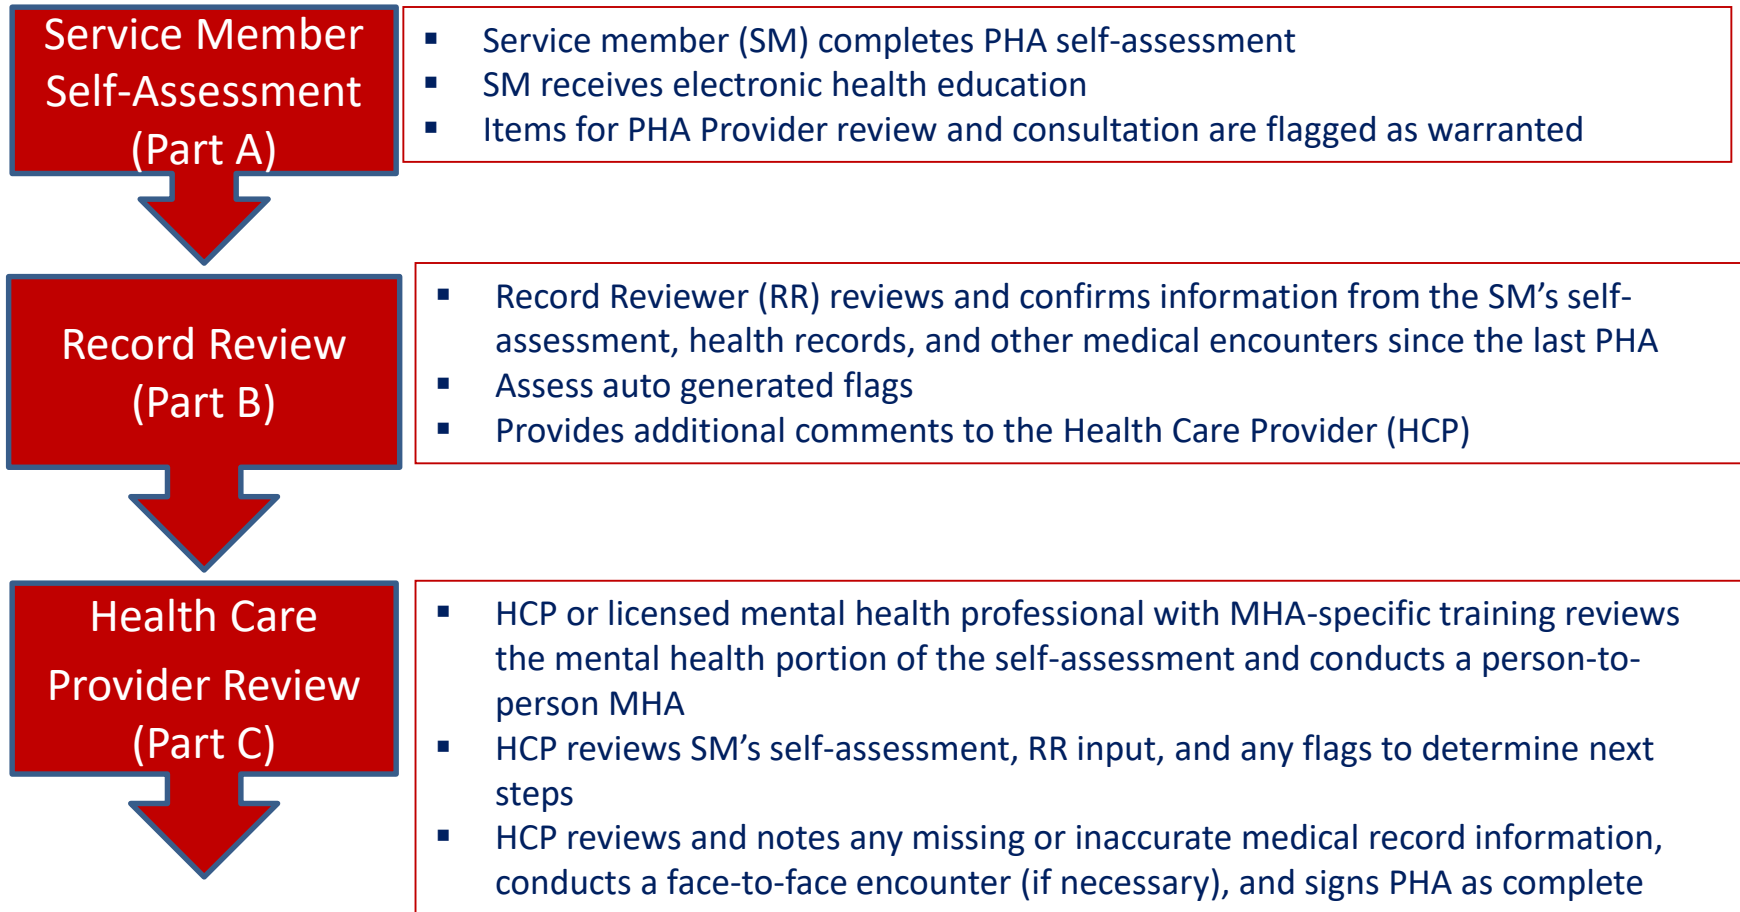 Service Member
Self-Assessment
(Part A)
▪ Service member (SM) completes PHA self-assessment
▪ SM receives electronic health education
▪ Items for PHA Provider review and consultation are flagged as warranted
Record Review
(Part B)
▪ Record Reviewer (RR) reviews and confirms information from the SM’s self-
assessment, health records, and other medical encounters since the last PHA
▪ Assess auto generated flags
▪ Provides additional comments to the Health Care Provider (HCP)
Health Care
Provider Review
(Part C)
▪ HCP or licensed mental health professional with MHA-specific training reviews
the mental health portion of the self-assessment and conducts a person-to-
person MHA
▪ HCP reviews SM’s self-assessment, RR input, and any flags to determine next
steps
▪ HCP reviews and notes any missing or inaccurate medical record information,
conducts a face-to-face encounter (if necessary), and signs PHA as complete